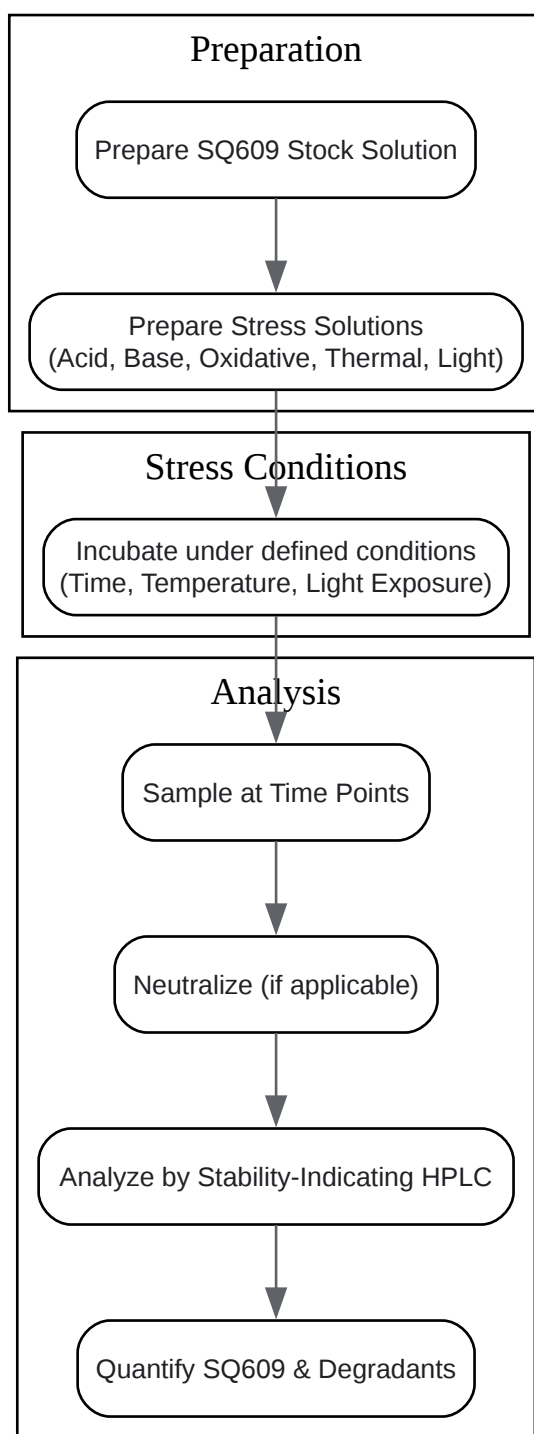 Preparation
Prepare SQ609 Stock Solution
Prepare Stress Solutions
(Acid, Base, Oxidative, Thermal, Light)
Stress Conditions
Incubate under defined conditions
(Time, Temperature, Light Exposure)
Analysis
Sample at Time Points
Neutralize (if applicable)
Analyze by Stability-Indicating HPLC
Quantify SQ609 & Degradants